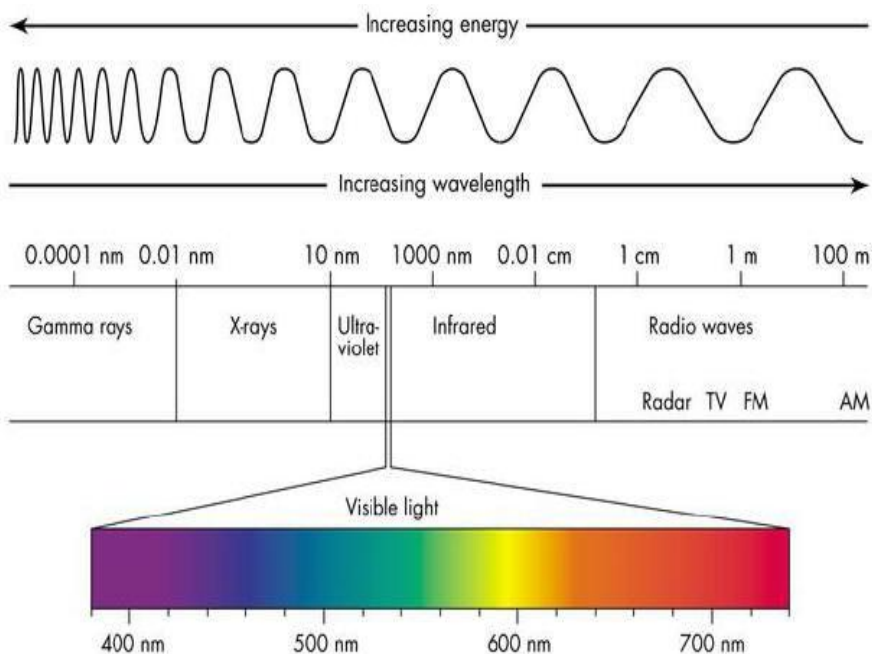 Increasing energy
Increasing wavelength
0.0001 nm 0.01 nm 10 nm 1000 nm 0.01 cm 1 cm 1 m 100 m
Gamma rays X-rays Ultra-
violet Infrared Radio waves
Radar TV FM AM
Visible light
400 nm 500 nm 600 nm 700 nm